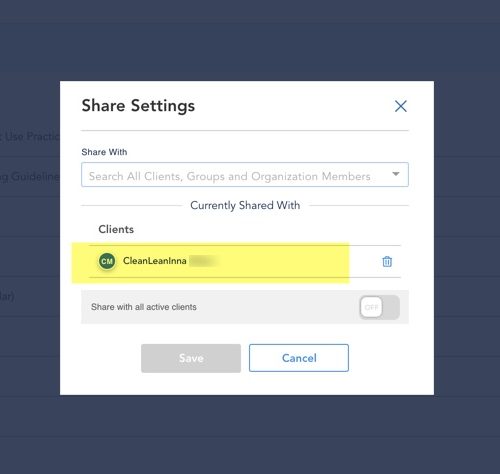 Share Settings
t Use Practic
Share With
ng Guideline
Search All Clients, Groups and Organization Members
Currently Shared With
Clients
CM CleanLeanInna
lar)
Share with all active clients OFF
Save Cancel